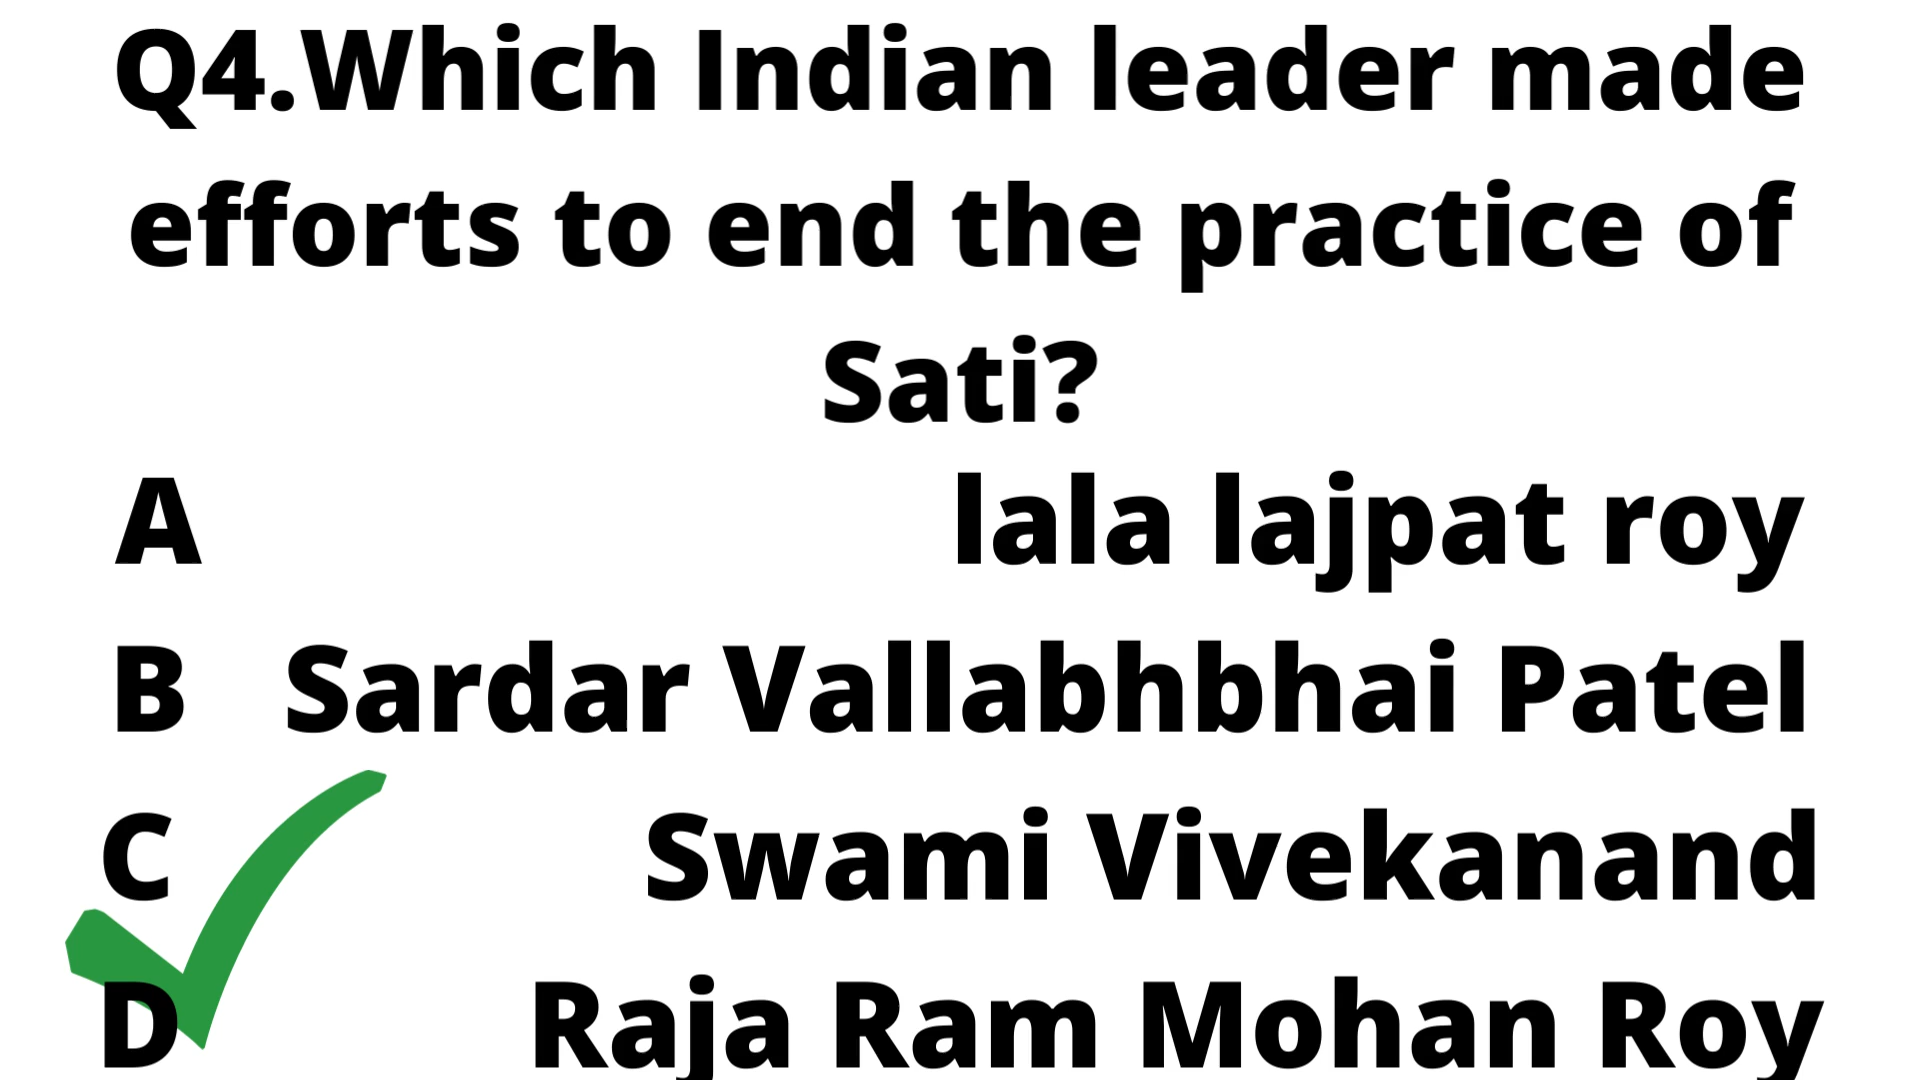 Q4.Which Indian leader made
efforts to end the practice of
Sati?
A lala lajpat roy
B Sardar Vallabhbhai Patel
C Swami Vivekanand
D Raja Ram Mohan Roy